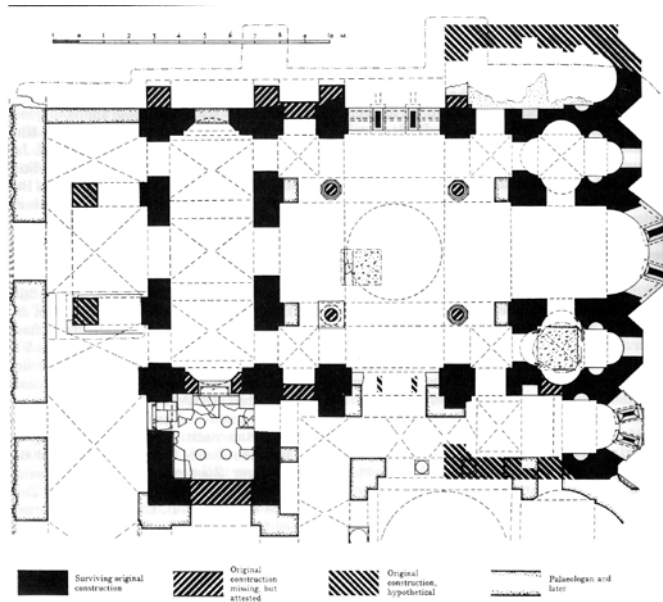 Surviving original
construction
Original
construction
missing, but
attested
Original
construction,
hypothetical
Palaeologan and
later